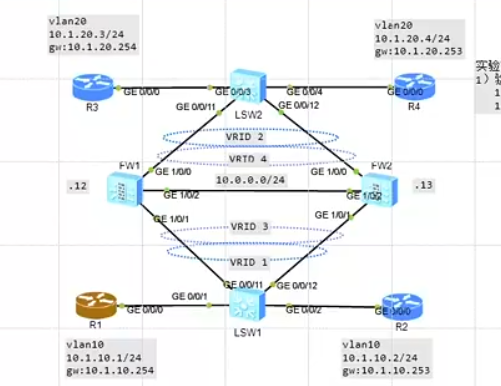 vlan20
10.1.20.3/24
gw:10.1.20.254
vlan20
10.1.20.4/24
gw:10.1.20.253
实验
1）
1
1
GE 0/0/0
GE 0/0/3
GE 0/0/4
GE 0/0/0
R3
GE 0/0/11
LSW2
GE 0/0/12
R4
VRID 2
VRID 4
FW1
GE 1/0/0
GE 1/0/0
FW2
.12
10.0.0.0/24
.13
GE 1/0/2
GE 1/0/2
GE 1/0/1
GE 1/0/1
VRID 3
VRID 1
GE 0/0/11
GE 0/0/12
GE 0/0/1
GE 0/0/0
GE 0/0/2
GE 0/0/0
R1
LSW1
R2
vlan10
10.1.10.1/24
gw:10.1.10.254
vlan10
10.1.10.2/24
gw:10.1.10.253